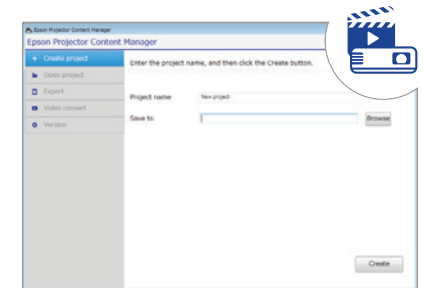 Epson Projector Content Manager
Epson Projector Content Manager
+ Create project
Open project
Export
Video convert
Version
Enter the project name, and then click the Create button.
Project name New project
Save to Browse
Create